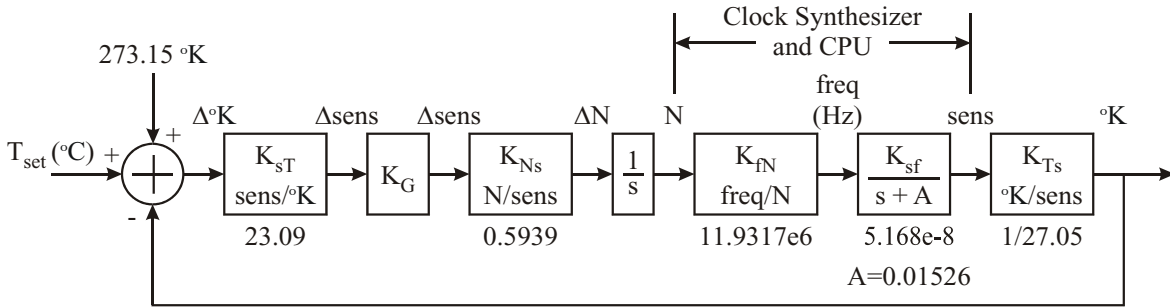 Clock Synthesizer
and CPU
273.15 °K
freq
(Hz)
Δ°K
Δsens
Δsens
ΔN
N
sens
°K
T_set (°C)
+
+
-
K_sT
sens/°K
K_G
K_Ns
N/sens
1/s
K_fN
freq/N
K_sf
s + A
K_Ts
°K/sens
23.09
0.5939
11.9317e6
5.168e-8
1/27.05
A=0.01526